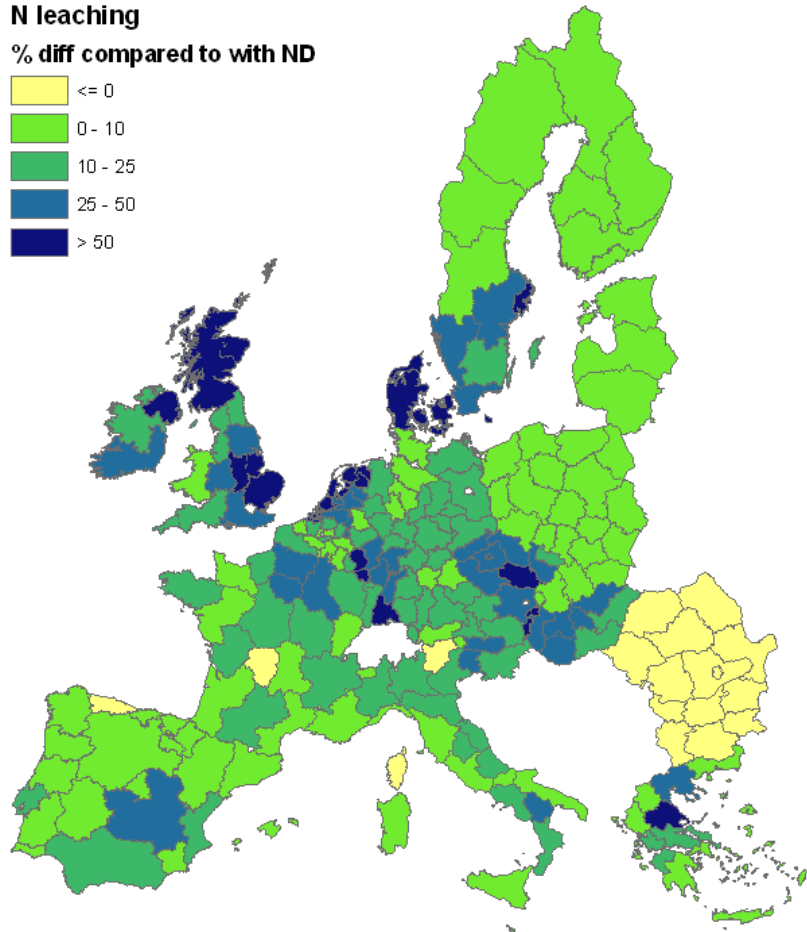 N leaching
% diff compared to with ND
<= 0
0 - 10
10 - 25
25 - 50
> 50